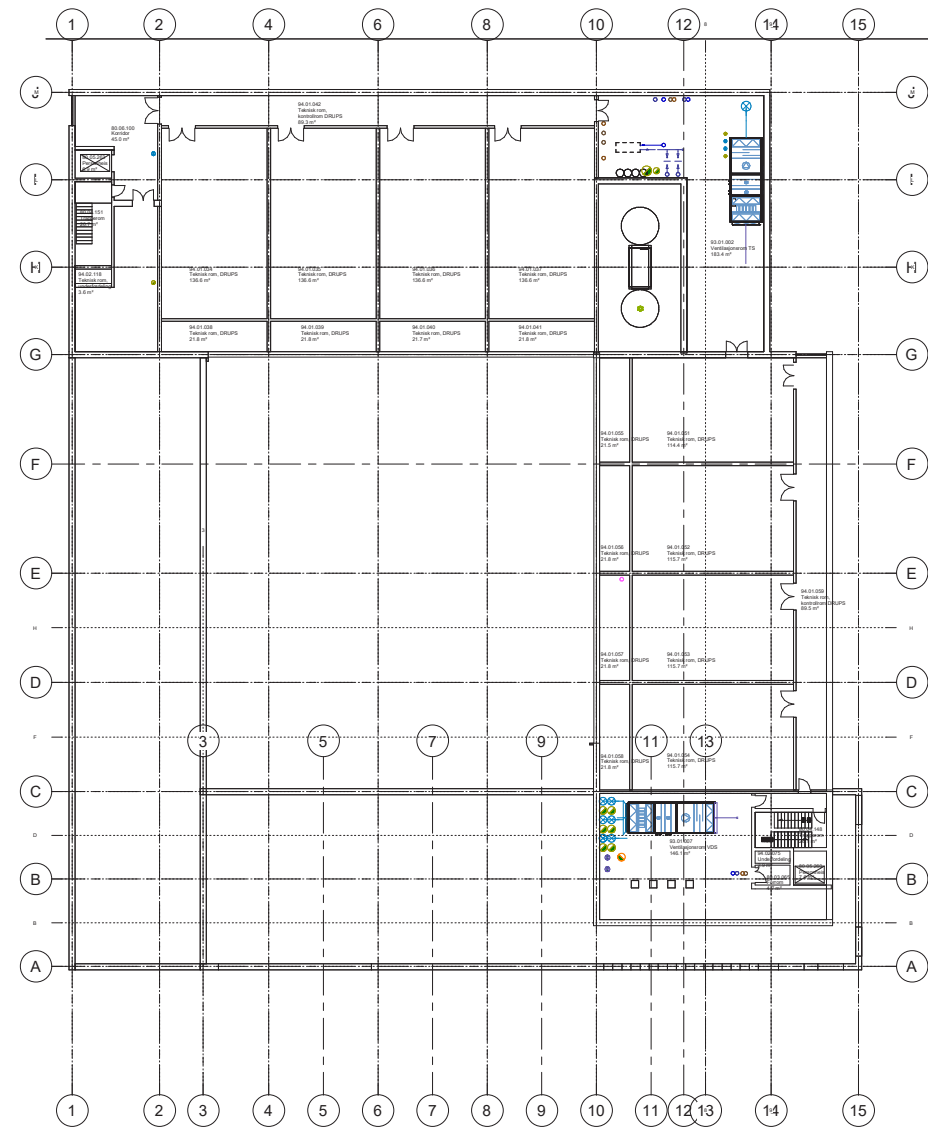 1 2 4 6 8 10 12 14 15
94.01.042
Teknisk rom,
kontrollrom DRUPS
89.3 m²
80.06.100
Korridor
45.0 m²
L L
93.01.002
Ventilasjonsrom TS
183.4 m²
94.02.118
Teknisk rom,
underfordeling
3.6 m²
94.01.034
Teknisk rom, DRUPS
136.6 m²
94.01.035
Teknisk rom, DRUPS
136.6 m²
94.01.036
Teknisk rom, DRUPS
136.6 m²
94.01.037
Teknisk rom, DRUPS
136.6 m²
94.01.038
Teknisk rom, DRUPS
21.8 m²
94.01.039
Teknisk rom, DRUPS
21.8 m²
94.01.040
Teknisk rom, DRUPS
21.7 m²
94.01.041
Teknisk rom, DRUPS
21.8 m²
G G
94.01.055
Teknisk rom, DRUPS
21.5 m²
94.01.051
Teknisk rom, DRUPS
114.4 m²
F F
3
94.01.056
Teknisk rom, DRUPS
21.8 m²
94.01.052
Teknisk rom, DRUPS
115.7 m²
E E
94.01.059
Teknisk rom,
kontrollrom DRUPS
89.5 m²
H H
94.01.057
Teknisk rom, DRUPS
21.8 m²
94.01.053
Teknisk rom, DRUPS
115.7 m²
D D
F F
3 5 7 9 11 13
94.01.058
Teknisk rom, DRUPS
21.8 m²
94.01.054
Teknisk rom, DRUPS
115.7 m²
C C
D D
93.01.007
Ventilasjonsrom VDS
146.1 m²
94.02.075
Underfordeling
B B
B B
A A
1 2 3 4 5 6 7 8 9 10 11 12 13 14 15